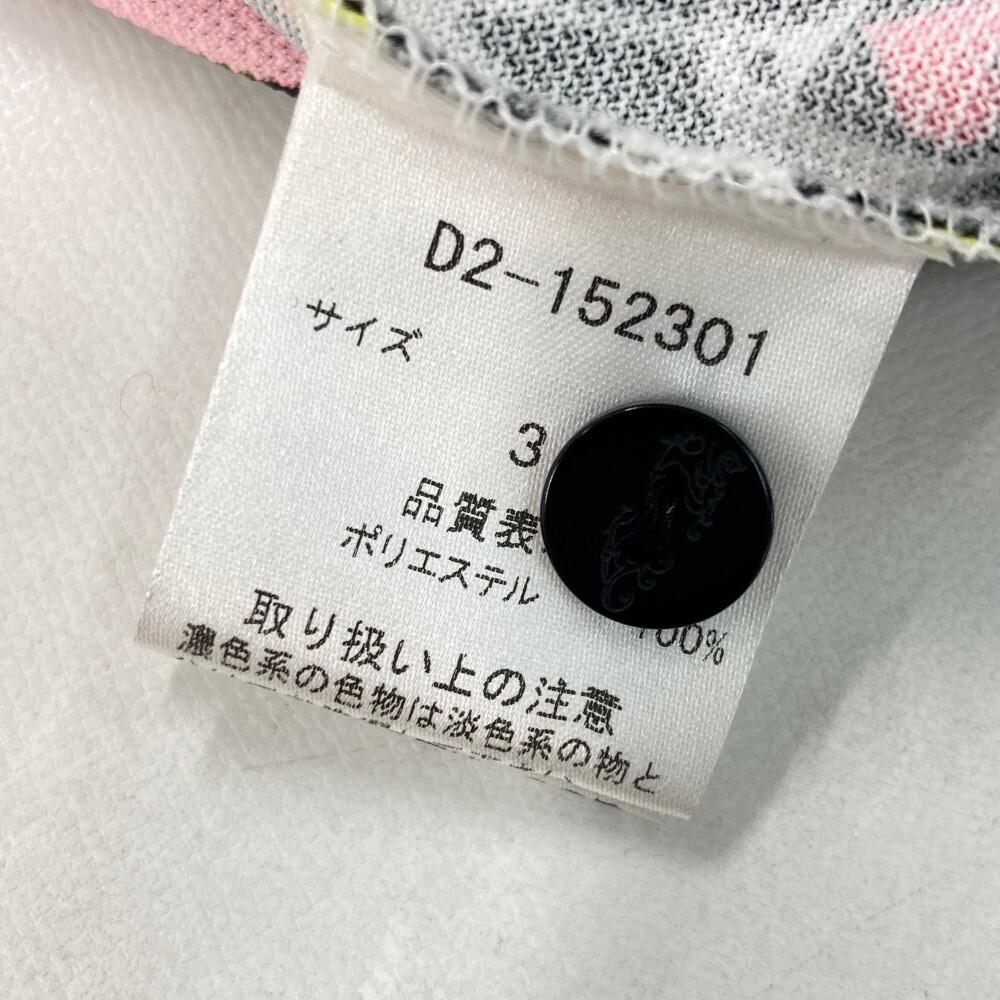 D2-152301
サイズ
3
品質表
ポリエステル
100%
取り扱い上の注意
濃色系の色物は淡色系の物と